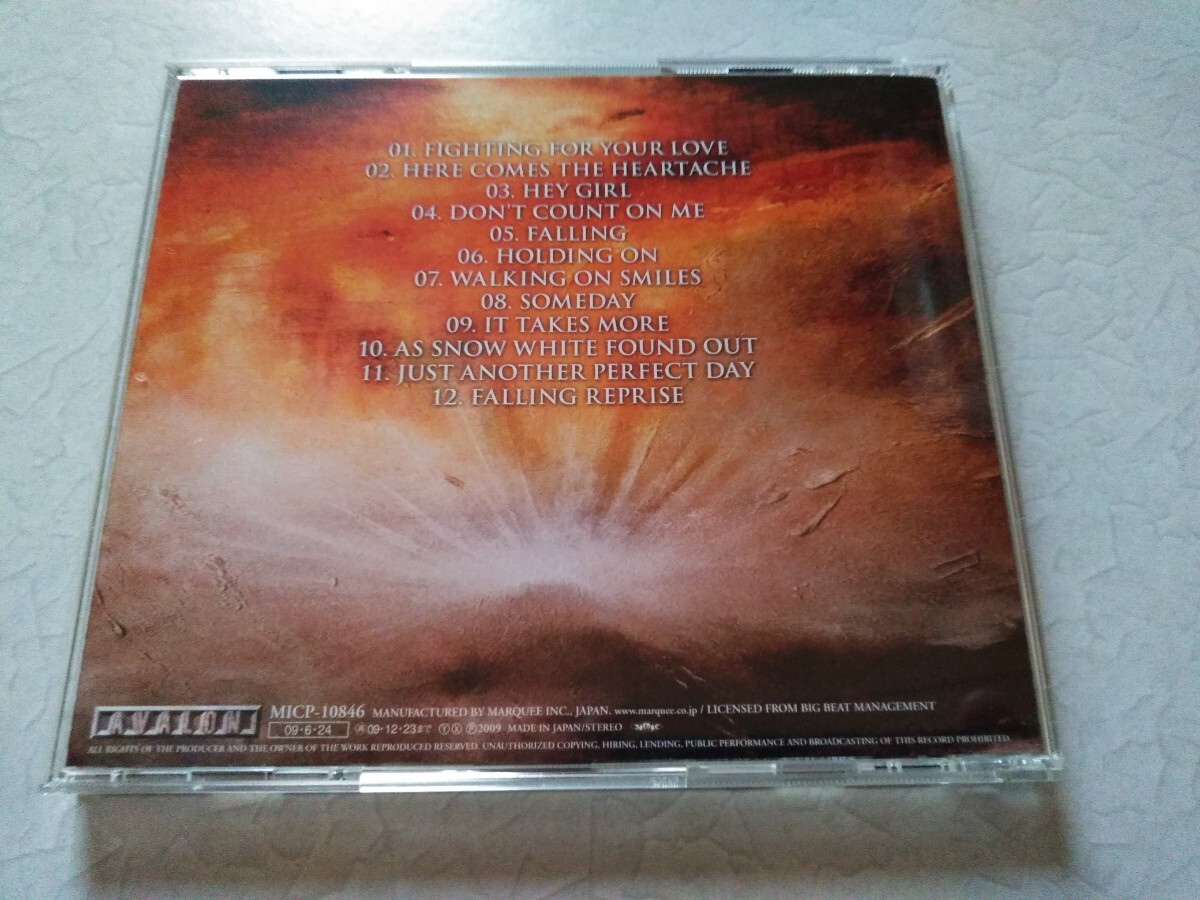 01. FIGHTING FOR YOUR LOVE
02. HERE COMES THE HEARTACHE
03. HEY GIRL
04. DON'T COUNT ON ME
05. FALLING
06. HOLDING ON
07. WALKING ON SMILES
08. SOMEDAY
09. IT TAKES MORE
10. AS SNOW WHITE FOUND OUT
11. JUST ANOTHER PERFECT DAY
12. FALLING REPRISE
AVALON MICP-10846 MANUFACTURED BY MARQUEE INC., JAPAN. www.marquee.co.jp / LICENSED FROM BIG BEAT MANAGEMENT
09·6·24 Ⓐ09·12·23まで Ⓨ Ⓧ Ⓟ2009 MADE IN JAPAN/STEREO
ALL RIGHTS OF THE PRODUCER AND THE OWNER OF THE WORK REPRODUCED RESERVED. UNAUTHORIZED COPYING, HIRING, LENDING, PUBLIC PERFORMANCE AND BROADCASTING OF THIS RECORD PROHIBITED.